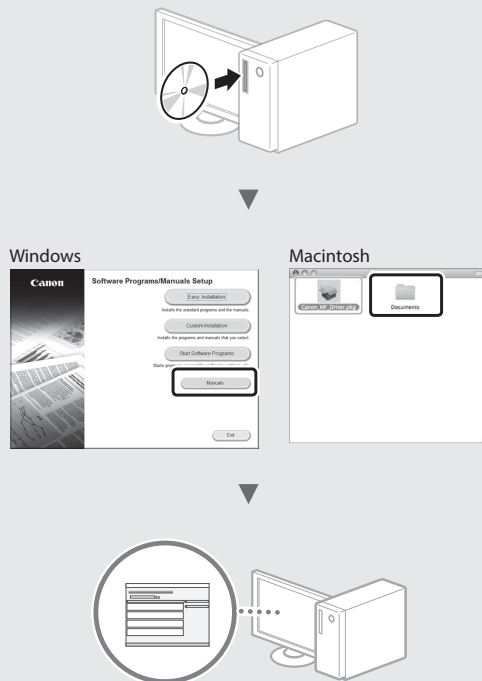 Windows
Macintosh
Canon
Software Programs/Manuals Setup
Easy Installation
Installs the standard programs and the manuals.
Custom Installation
Installs the programs and manuals that you select.
Start Software Programs
Manuals
Exit
Canon_MF_Driver.pkg
Documents